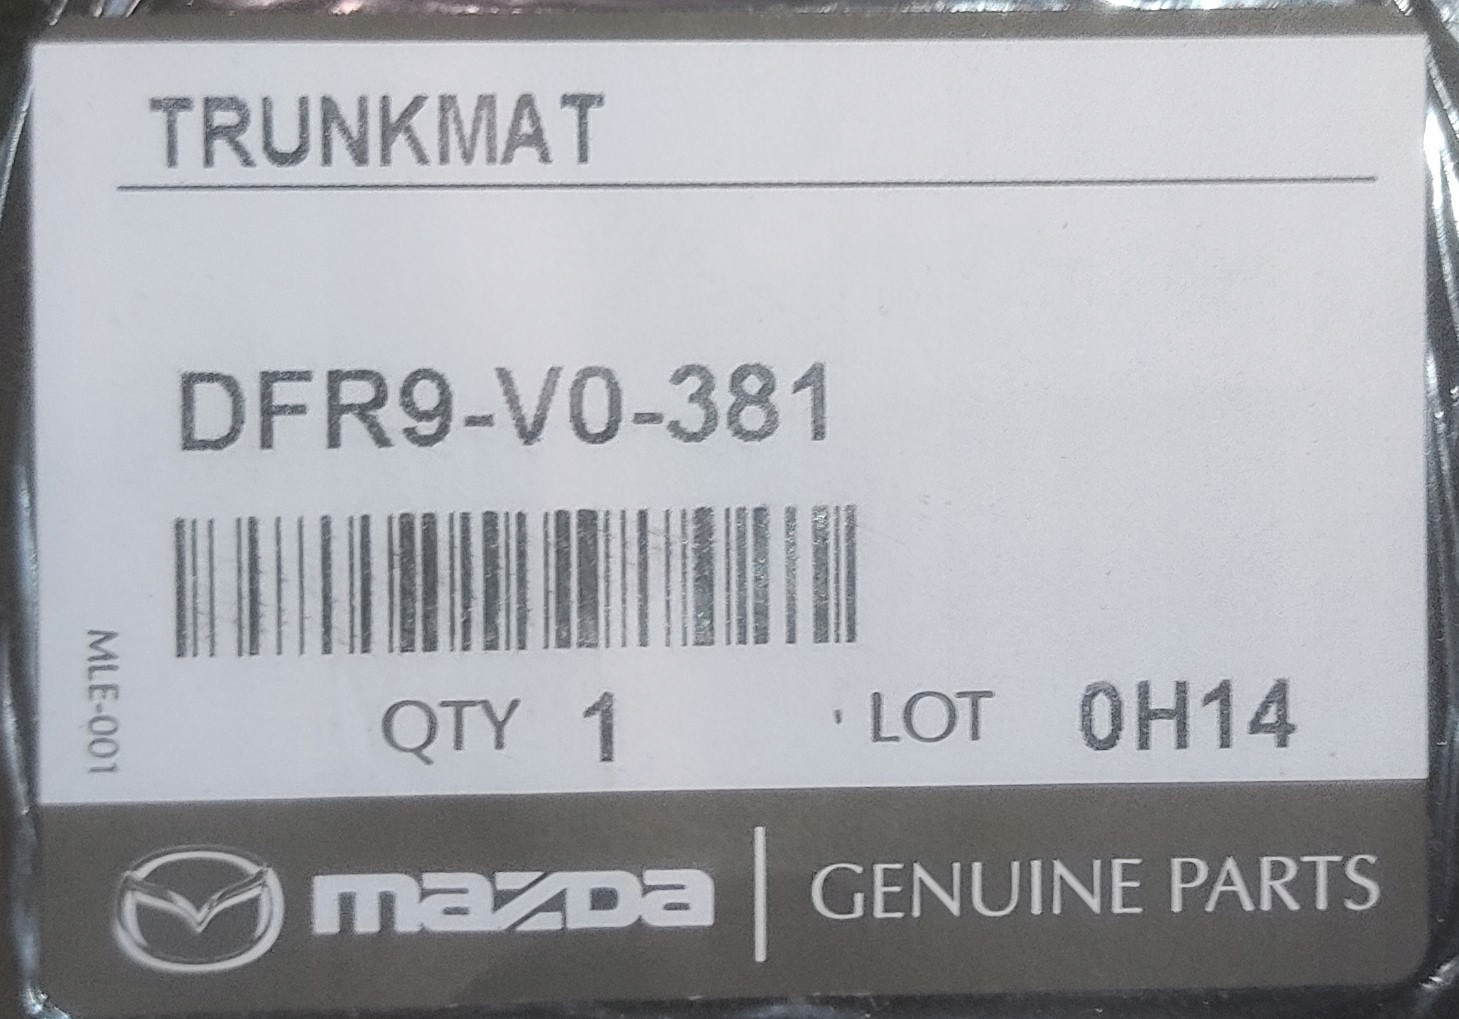 TRUNKMAT
DFR9-V0-381
MLE-001
QTY 1 LOT 0H14
mazda | GENUINE PARTS